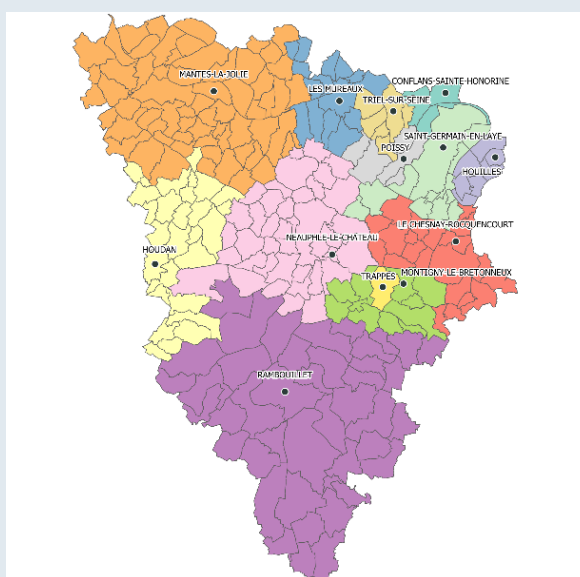 MANTES-LA-JOLIE
CONFLANS-SAINTE-HONORINE
LES MUREAUX
TRIEL-SUR-SEINE
SAINT-GERMAIN-EN-LAYE
POISSY
HOUILLES
LE CHESNAY-ROCQUENCOURT
NEAUPHLE-LE-CHÂTEAU
HOUDAN
TRAPPES
MONTIGNY-LE-BRETONNEUX
RAMBOUILLET